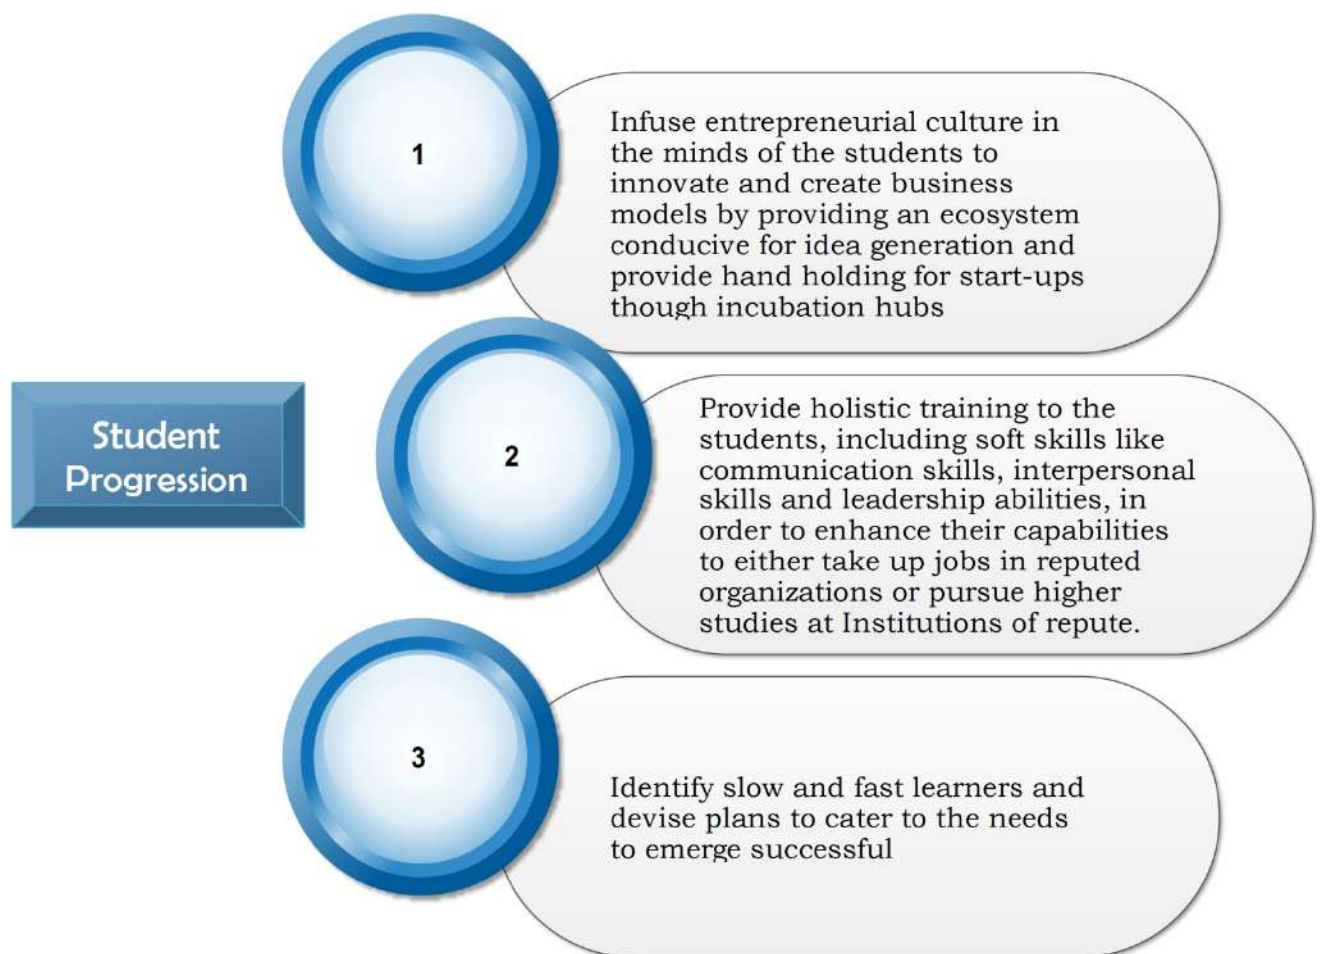 Student
Progression
1
Infuse entrepreneurial culture in
the minds of the students to
innovate and create business
models by providing an ecosystem
conducive for idea generation and
provide hand holding for start-ups
though incubation hubs
2
Provide holistic training to the
students, including soft skills like
communication skills, interpersonal
skills and leadership abilities, in
order to enhance their capabilities
to either take up jobs in reputed
organizations or pursue higher
studies at Institutions of repute.
3
Identify slow and fast learners and
devise plans to cater to the needs
to emerge successful